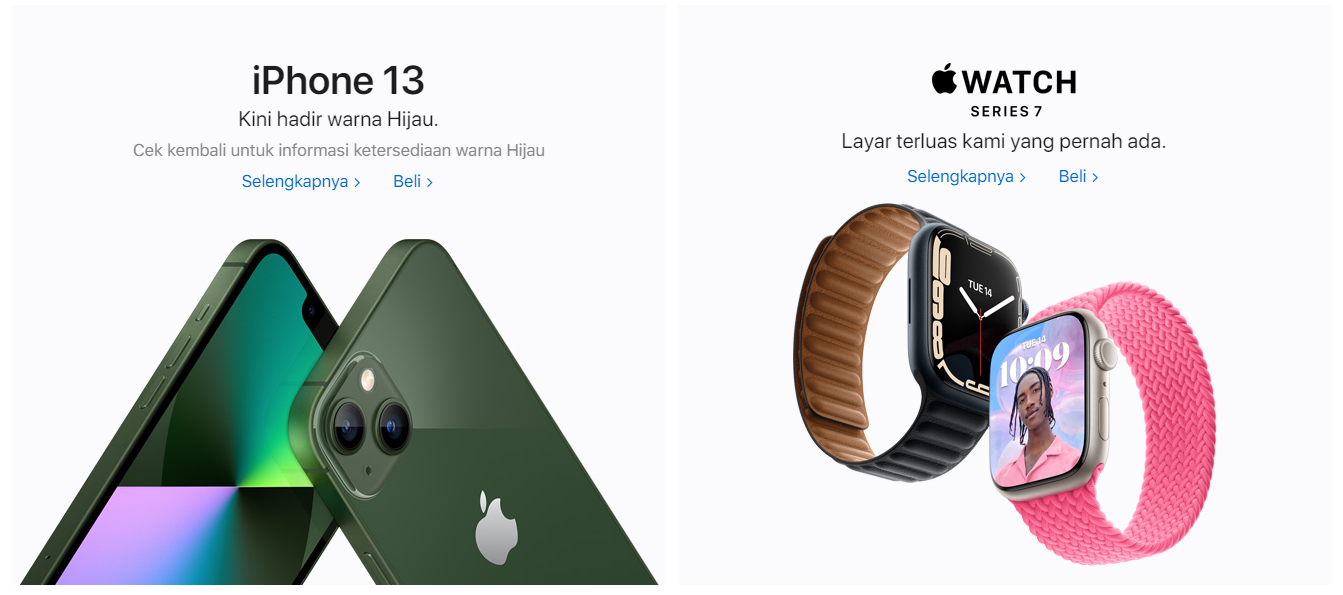 iPhone 13
Kini hadir warna Hijau.
Cek kembali untuk informasi ketersediaan warna Hijau
Selengkapnya > Beli >
WATCH
SERIES 7
Layar terluas kami yang pernah ada.
Selengkapnya > Beli >
TUE 14
TUE 14
10:09